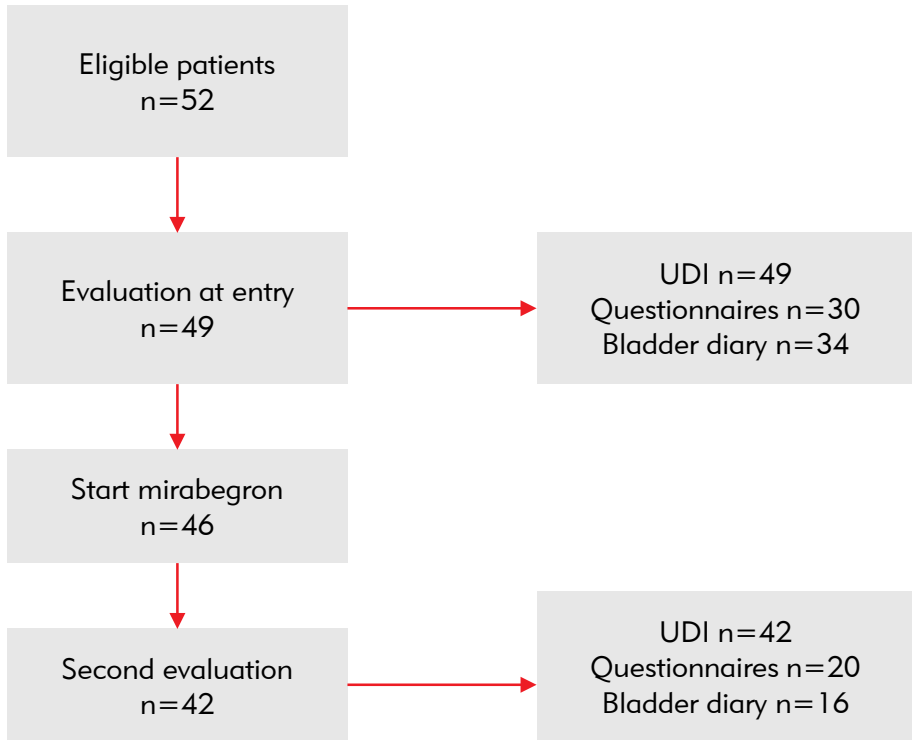 Eligible patients
n=52
Evaluation at entry
n=49
UDI n=49
Questionnaires n=30
Bladder diary n=34
Start mirabegron
n=46
Second evaluation
n=42
UDI n=42
Questionnaires n=20
Bladder diary n=16